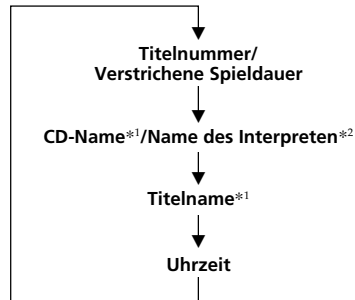 Titelnummer/
Verstrichene Spieldauer
CD-Name*1/Name des Interpreten*2
Titelname*1
Uhrzeit